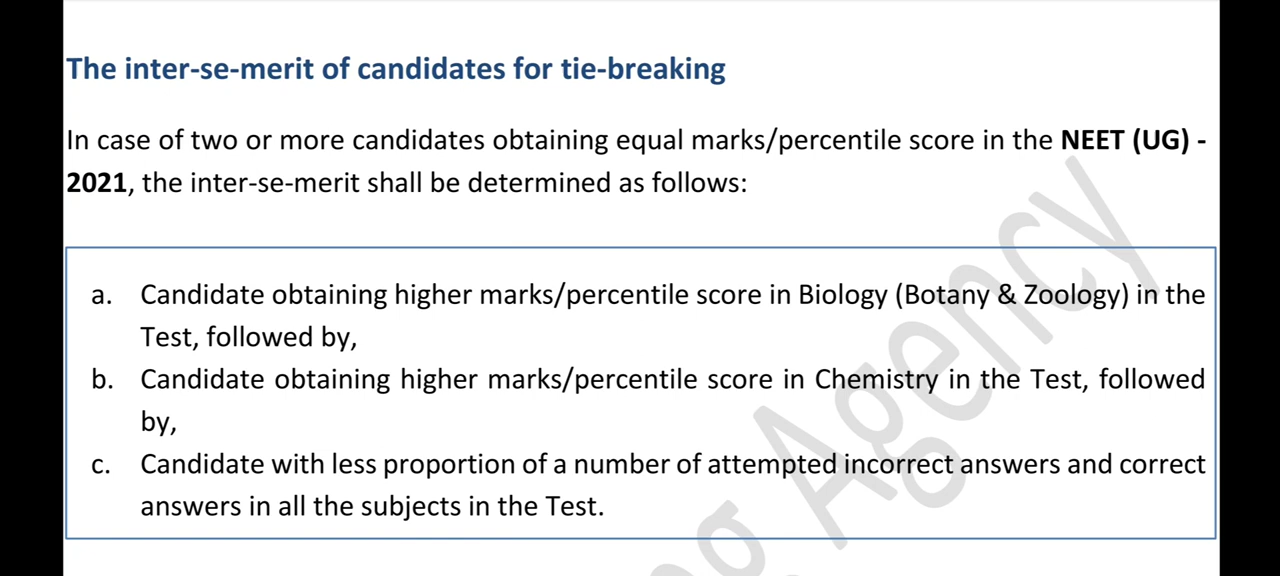 The inter-se-merit of candidates for tie-breaking
In case of two or more candidates obtaining equal marks/percentile score in the NEET (UG) -
2021, the inter-se-merit shall be determined as follows:
a. Candidate obtaining higher marks/percentile score in Biology (Botany & Zoology) in the
Test, followed by,
b. Candidate obtaining higher marks/percentile score in Chemistry in the Test, followed
by,
c. Candidate with less proportion of a number of attempted incorrect answers and correct
answers in all the subjects in the Test.
Agency